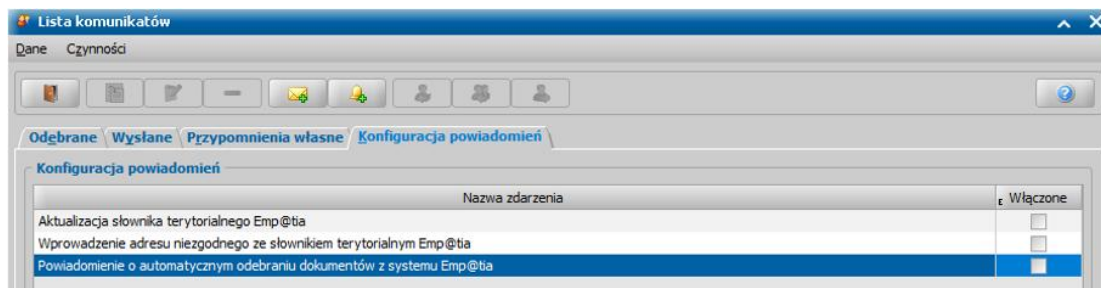 Lista komunikatów
Dane Czynności
Odebrane Wysłane Przypomnienia własne Konfiguracja powiadomień
Konfiguracja powiadomień
Nazwa zdarzenia Włączone
Aktualizacja słownika terytorialnego Emp@tia
Wprowadzenie adresu niezgodnego ze słownikiem terytorialnym Emp@tia
Powiadomienie o automatycznym odebraniu dokumentów z systemu Emp@tia